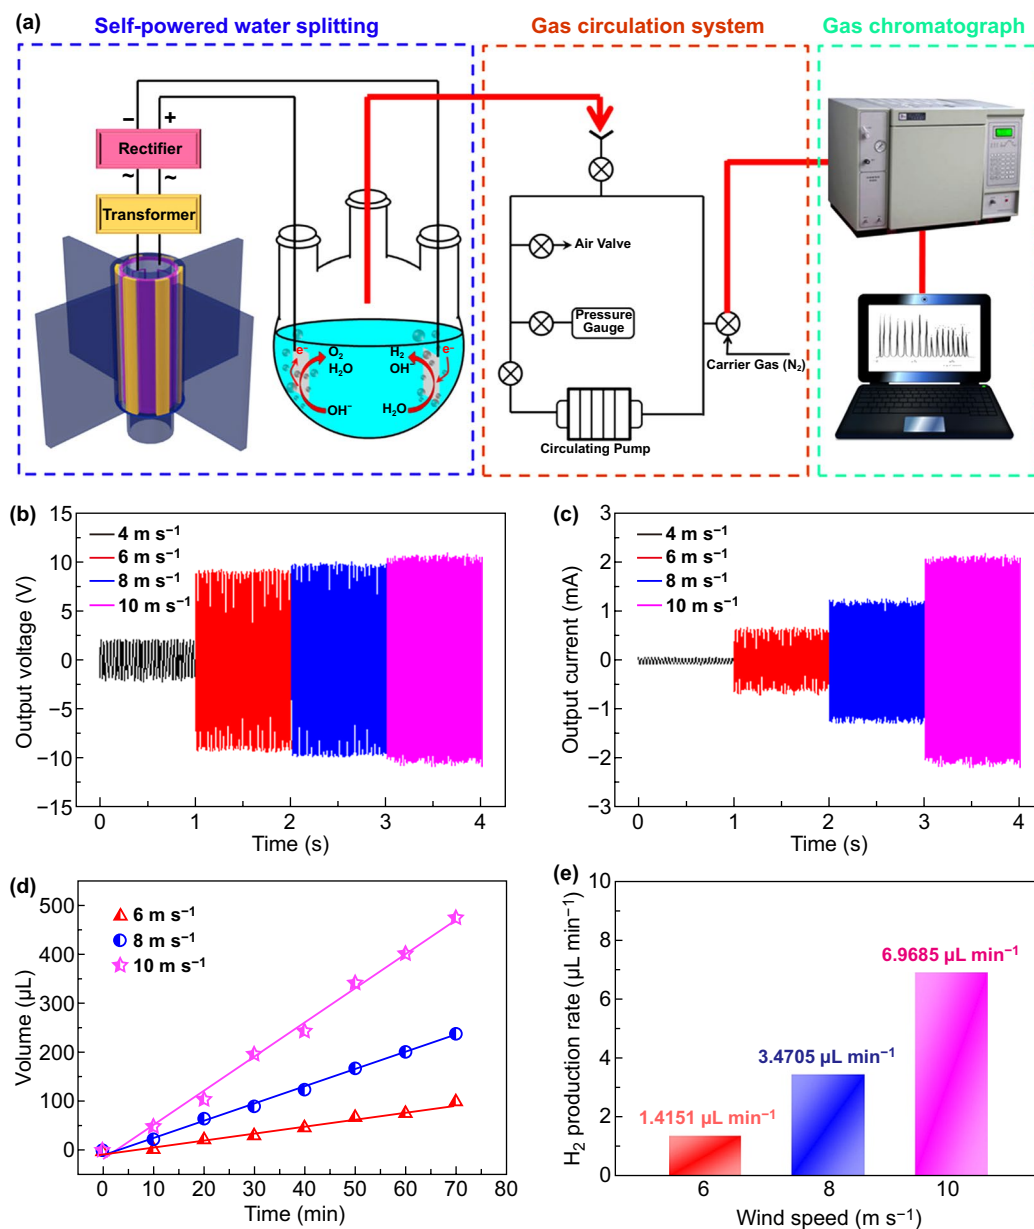 (a)
Self-powered water splitting
Gas circulation system
Gas chromatograph
− +
Rectifier
~ ~
Transformer
e⁻
O₂
H₂O
OH⁻
H₂
OH⁻
H₂O
e⁻
Air Valve
Pressure
Gauge
Carrier Gas (N₂)
Circulating Pump
(b)
4 m s⁻¹
6 m s⁻¹
8 m s⁻¹
10 m s⁻¹
Output voltage (V)
15
10
5
0
−5
−10
−15
0 1 2 3 4
Time (s)
(c)
4 m s⁻¹
6 m s⁻¹
8 m s⁻¹
10 m s⁻¹
Output current (mA)
3
2
1
0
−1
−2
−3
0 1 2 3 4
Time (s)
(d)
6 m s⁻¹
8 m s⁻¹
10 m s⁻¹
Volume (µL)
500
400
300
200
100
0
0 10 20 30 40 50 60 70 80
Time (min)
(e)
H₂ production rate (µL min⁻¹)
10
8
6
4
2
0
1.4151 µL min⁻¹
3.4705 µL min⁻¹
6.9685 µL min⁻¹
6 8 10
Wind speed (m s⁻¹)